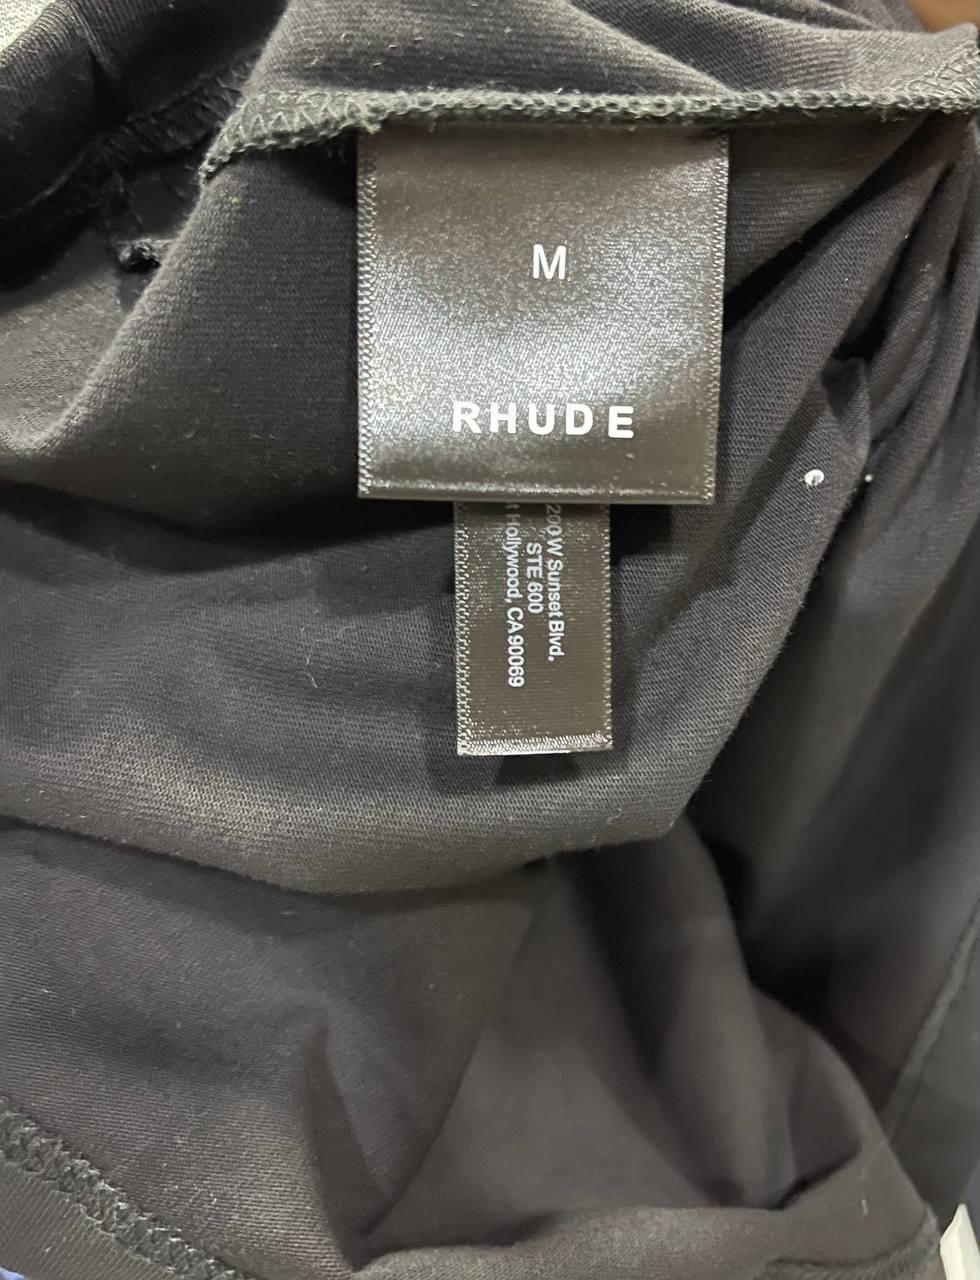 M
RHUDE
200 W Sunset Blvd,
STE 600
Hollywood, CA 90069